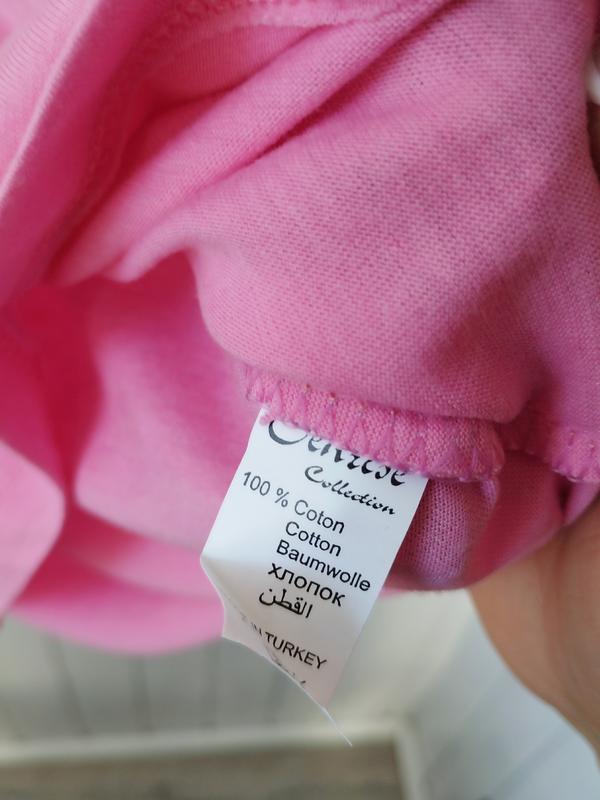 Collection
100 % Coton
Cotton
Baumwolle
ХЛОПОК
القطن
IN TURKEY